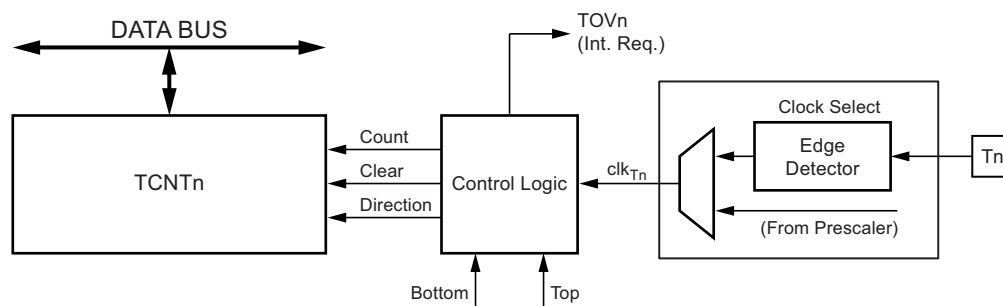 DATA BUS
TOVn
(Int. Req.)
TCNTn
Count
Clear
Direction
Control Logic
clkTn
Clock Select
Edge
Detector
(From Prescaler)
Tn
Bottom
Top